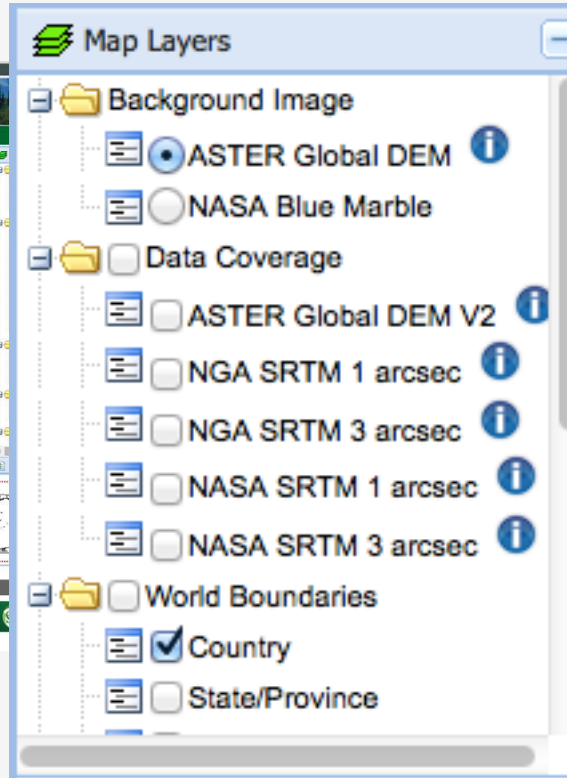 Map Layers
Background Image
ASTER Global DEM
NASA Blue Marble
Data Coverage
ASTER Global DEM V2
NGA SRTM 1 arcsec
NGA SRTM 3 arcsec
NASA SRTM 1 arcsec
NASA SRTM 3 arcsec
World Boundaries
Country
State/Province